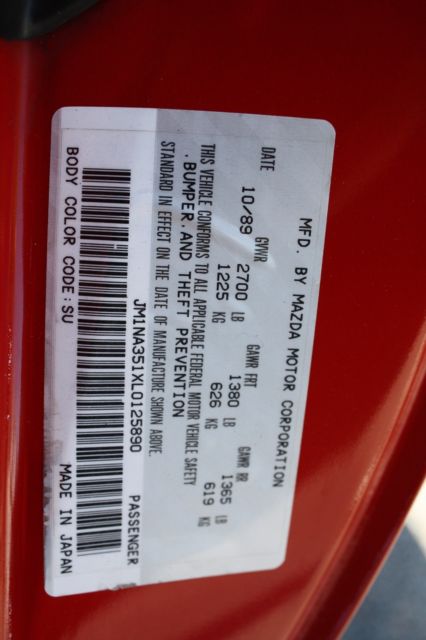 MFD. BY MAZDA MOTOR CORPORATION
DATE GVWR GAWR FRT GAWR RR
10/89 2700 LB 1380 LB 1365 LB
1225 KG 626 KG 619 KG
THIS VEHICLE CONFORMS TO ALL APPLICABLE FEDERAL MOTOR VEHICLE SAFETY
, BUMPER, AND THEFT PREVENTION
STANDARD IN EFFECT ON THE DATE OF MANUFACTURE SHOWN ABOVE.
JM1NA351XL0125890 PASSENGER
BODY COLOR CODE:SU MADE IN JAPAN